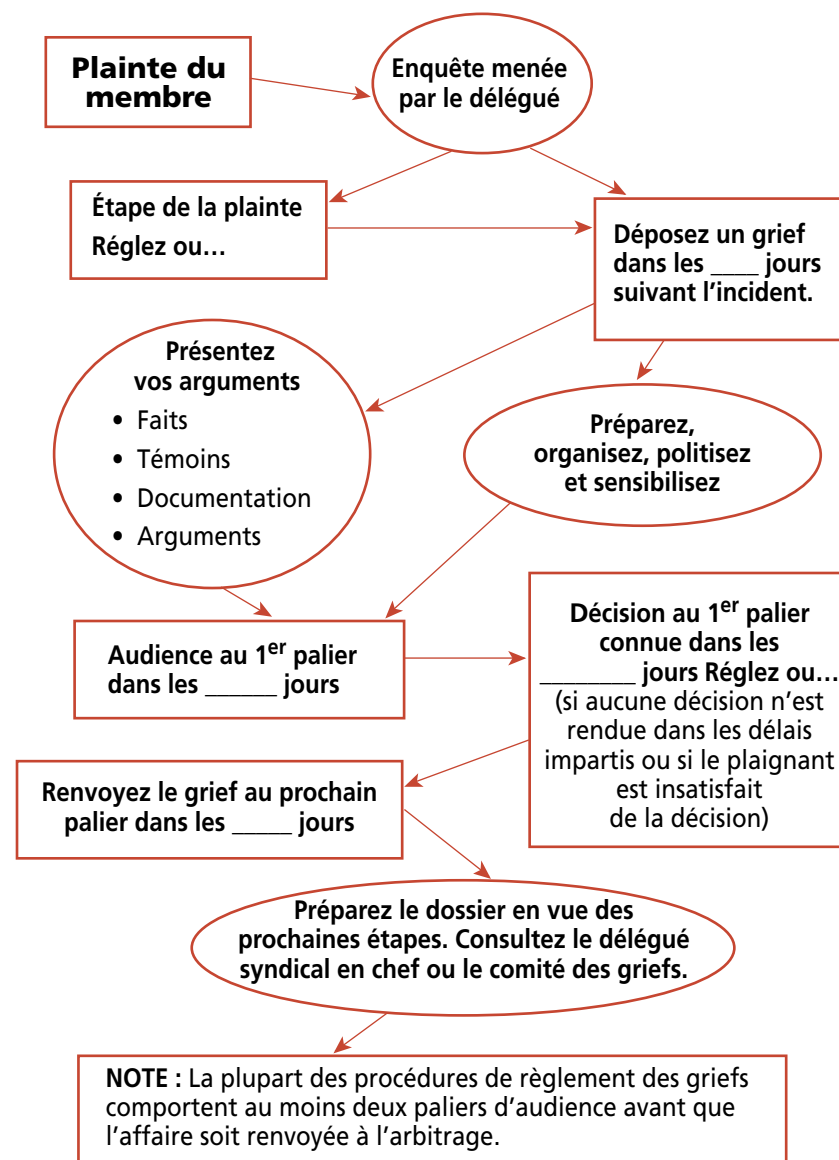 Plainte du
membre
Enquête menée
par le délégué
Étape de la plainte
Réglez ou…
Déposez un grief
dans les ____ jours
suivant l’incident.
Présentez
vos arguments
• Faits
• Témoins
• Documentation
• Arguments
Préparez,
organisez, politisez
et sensibilisez
Audience au 1er palier
dans les ______ jours
Décision au 1er palier
connue dans les
________ jours Réglez ou…
(si aucune décision n’est
rendue dans les délais
impartis ou si le plaignant
est insatisfait
de la décision)
Renvoyez le grief au prochain
palier dans les _____ jours
Préparez le dossier en vue des
prochaines étapes. Consultez le délégué
syndical en chef ou le comité des griefs.
NOTE : La plupart des procédures de règlement des griefs
comportent au moins deux paliers d’audience avant que
l’affaire soit renvoyée à l’arbitrage.